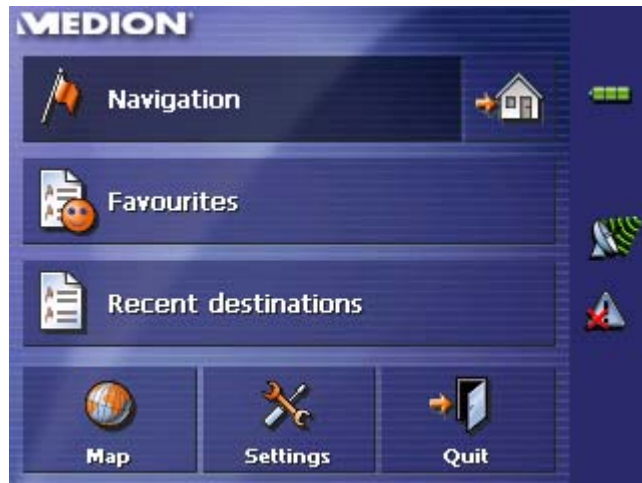 MEDION
Navigation
Favourites
Recent destinations
Map
Settings
Quit